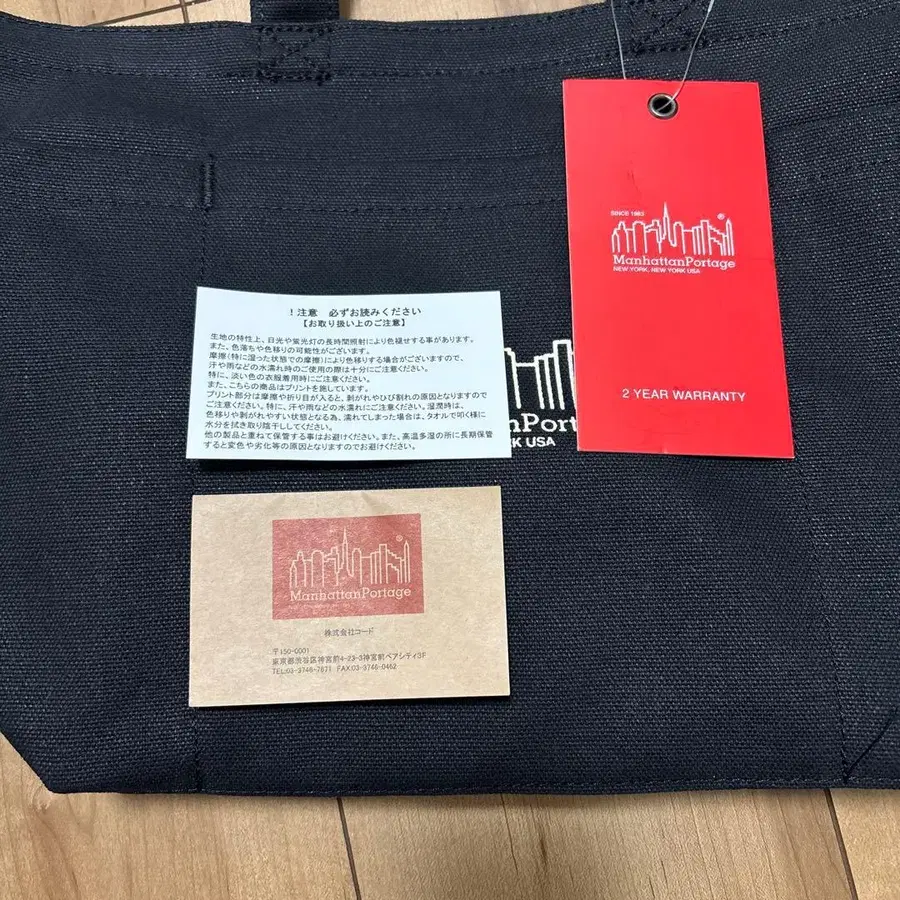 SINCE 1983
®
ManhattanPortage
NEW YORK, NEW YORK USA
2 YEAR WARRANTY
！注意　必ずお読みください
【お取り扱い上のご注意】
生地の特性上、日光や蛍光灯の長時間照射により色褪せする事があります。
また、色落ちや色移りの可能性がございます。
摩擦（特に湿った状態での摩擦）により色移りする場合がございますので、
汗や雨などの水濡れ時のご使用の際は十分にご注意ください。
特に、淡い色の衣服着用時にご注意ください。
また、こちらの商品はプリントを施しています。
プリント部分は摩擦や折り目が入ると、剥がれやひび割れの原因となりますので
ご注意ください。特に、汗や雨などの水濡れにご注意ください。湿潤時は、
色移りや剥がれやすい状態となる為、濡れてしまった場合は、タオルで叩く様に
水分を拭き取り陰干ししてください。
他の製品と重ねて保管する事はお避けください。また、高温多湿の所に長期保管
すると変色や劣化等の原因となりますのでお避けください。
nPort
RK USA
®
ManhattanPortage
株式会社コード
〒150-0001
東京都渋谷区神宮前4-23-3神宮前ペアシティ3F
TEL:03-3746-7871 FAX:03-3746-0462